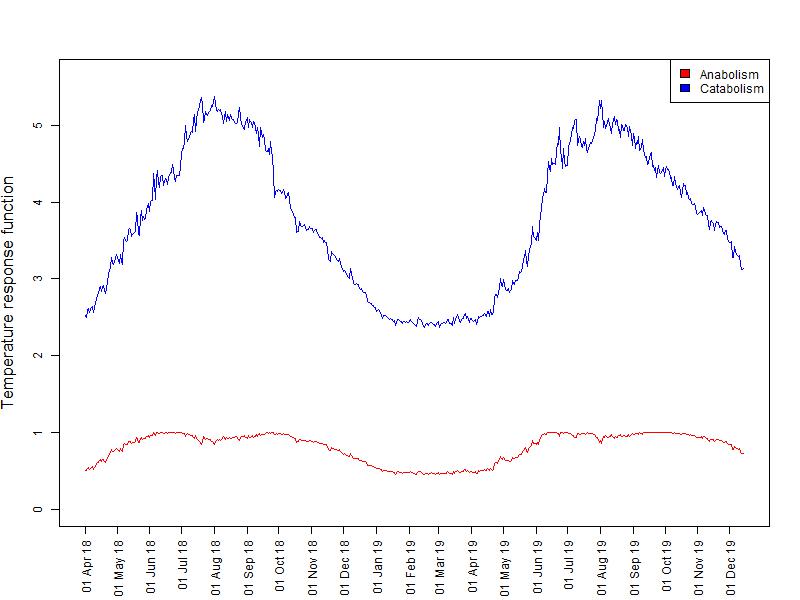 Anabolism
Catabolism
Temperature response function
5
4
3
2
1
0
01 Apr 18
01 May 18
01 Jun 18
01 Jul 18
01 Aug 18
01 Sep 18
01 Oct 18
01 Nov 18
01 Dec 18
01 Jan 19
01 Feb 19
01 Mar 19
01 Apr 19
01 May 19
01 Jun 19
01 Jul 19
01 Aug 19
01 Sep 19
01 Oct 19
01 Nov 19
01 Dec 19